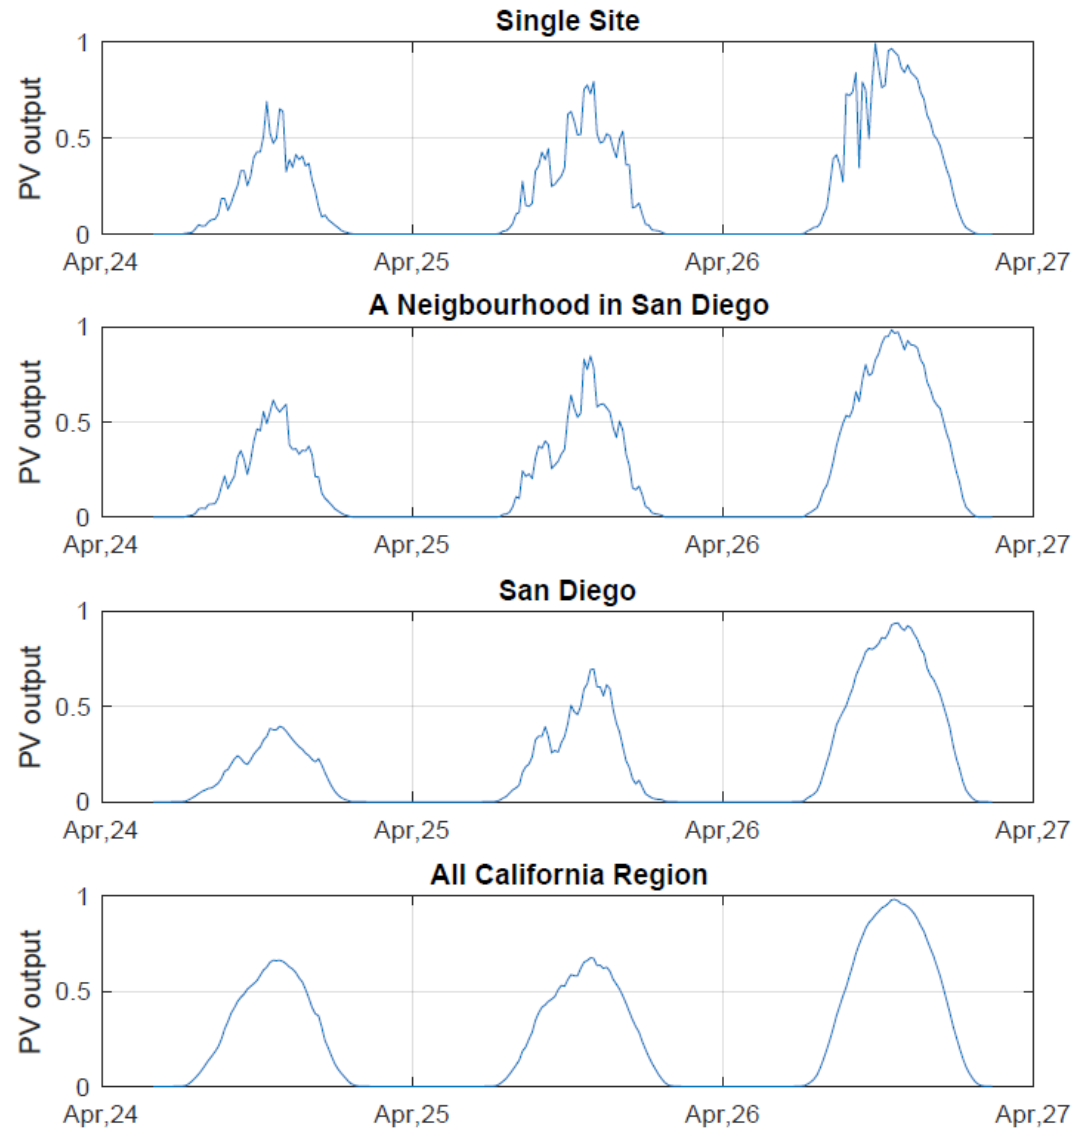 Single Site
1
0.5
0
PV output
Apr,24 Apr,25 Apr,26 Apr,27
A Neigbourhood in San Diego
1
0.5
0
PV output
Apr,24 Apr,25 Apr,26 Apr,27
San Diego
1
0.5
0
PV output
Apr,24 Apr,25 Apr,26 Apr,27
All California Region
1
0.5
0
PV output
Apr,24 Apr,25 Apr,26 Apr,27